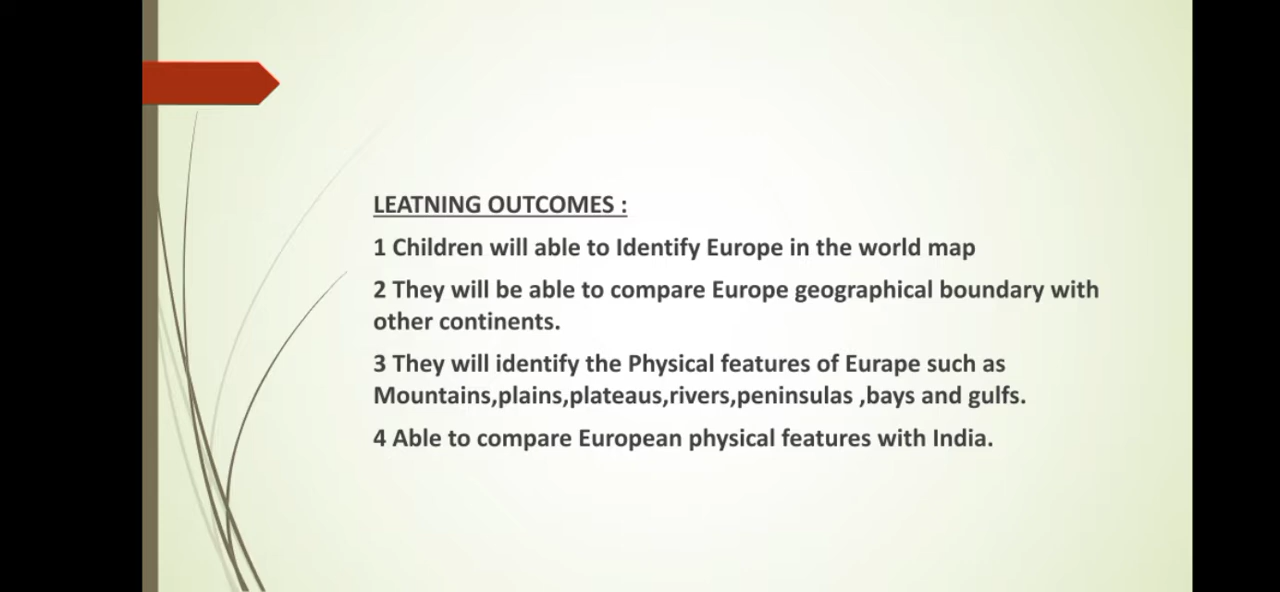 LEATNING OUTCOMES :
1 Children will able to Identify Europe in the world map
2 They will be able to compare Europe geographical boundary with
other continents.
3 They will identify the Physical features of Eurape such as
Mountains,plains,plateaus,rivers,peninsulas ,bays and gulfs.
4 Able to compare European physical features with India.